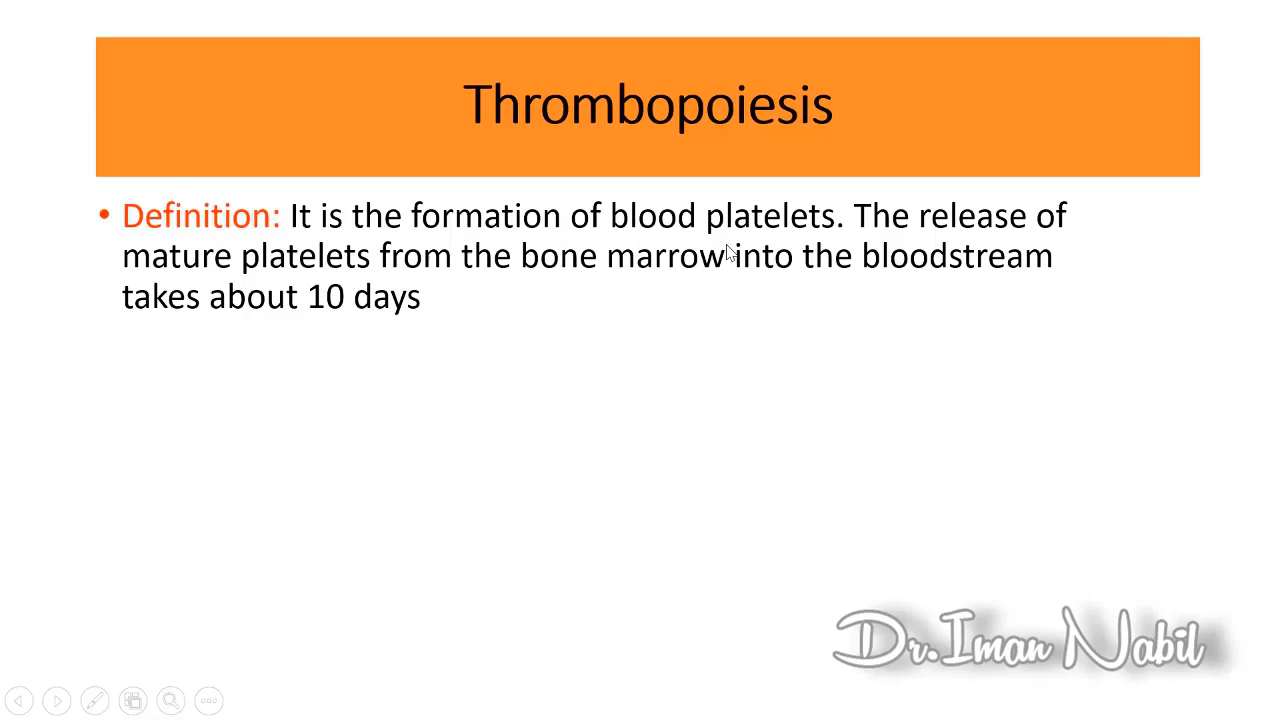 Thrombopoiesis
• Definition: It is the formation of blood platelets. The release of
mature platelets from the bone marrow into the bloodstream
takes about 10 days
Dr.Iman Nabil